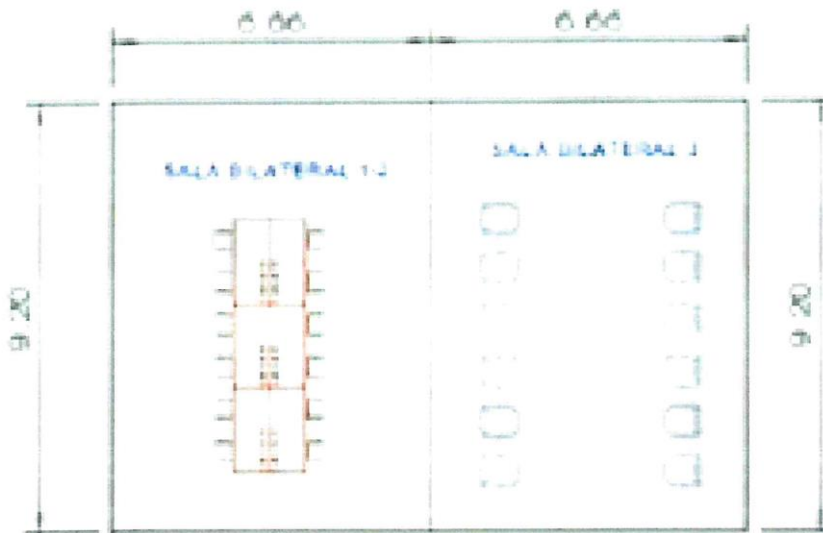 6.66 6.66
SALA BILATERAL 1-2
SALA BILATERAL 3
9.20 9.20